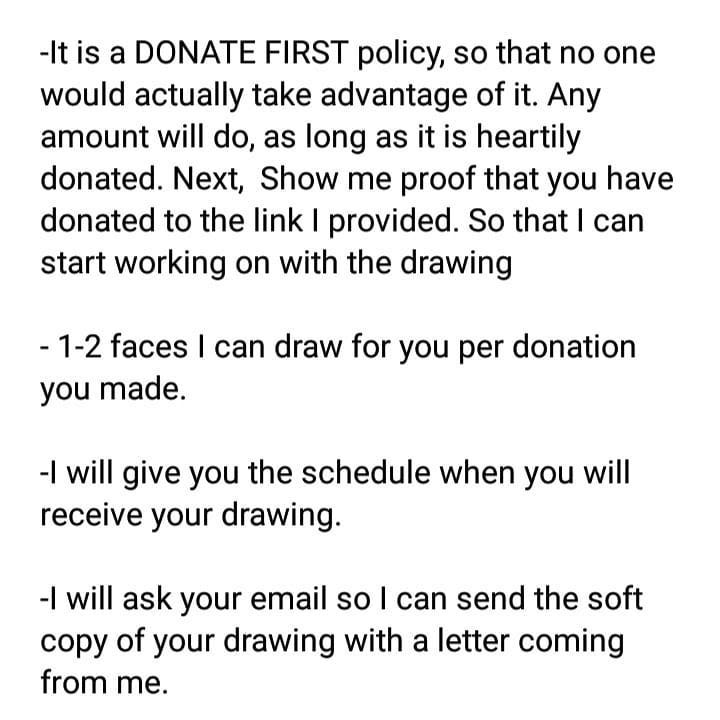 -It is a DONATE FIRST policy, so that no one
would actually take advantage of it. Any
amount will do, as long as it is heartily
donated. Next,  Show me proof that you have
donated to the link I provided. So that I can
start working on with the drawing
- 1-2 faces I can draw for you per donation
you made.
-I will give you the schedule when you will
receive your drawing.
-I will ask your email so I can send the soft
copy of your drawing with a letter coming
from me.